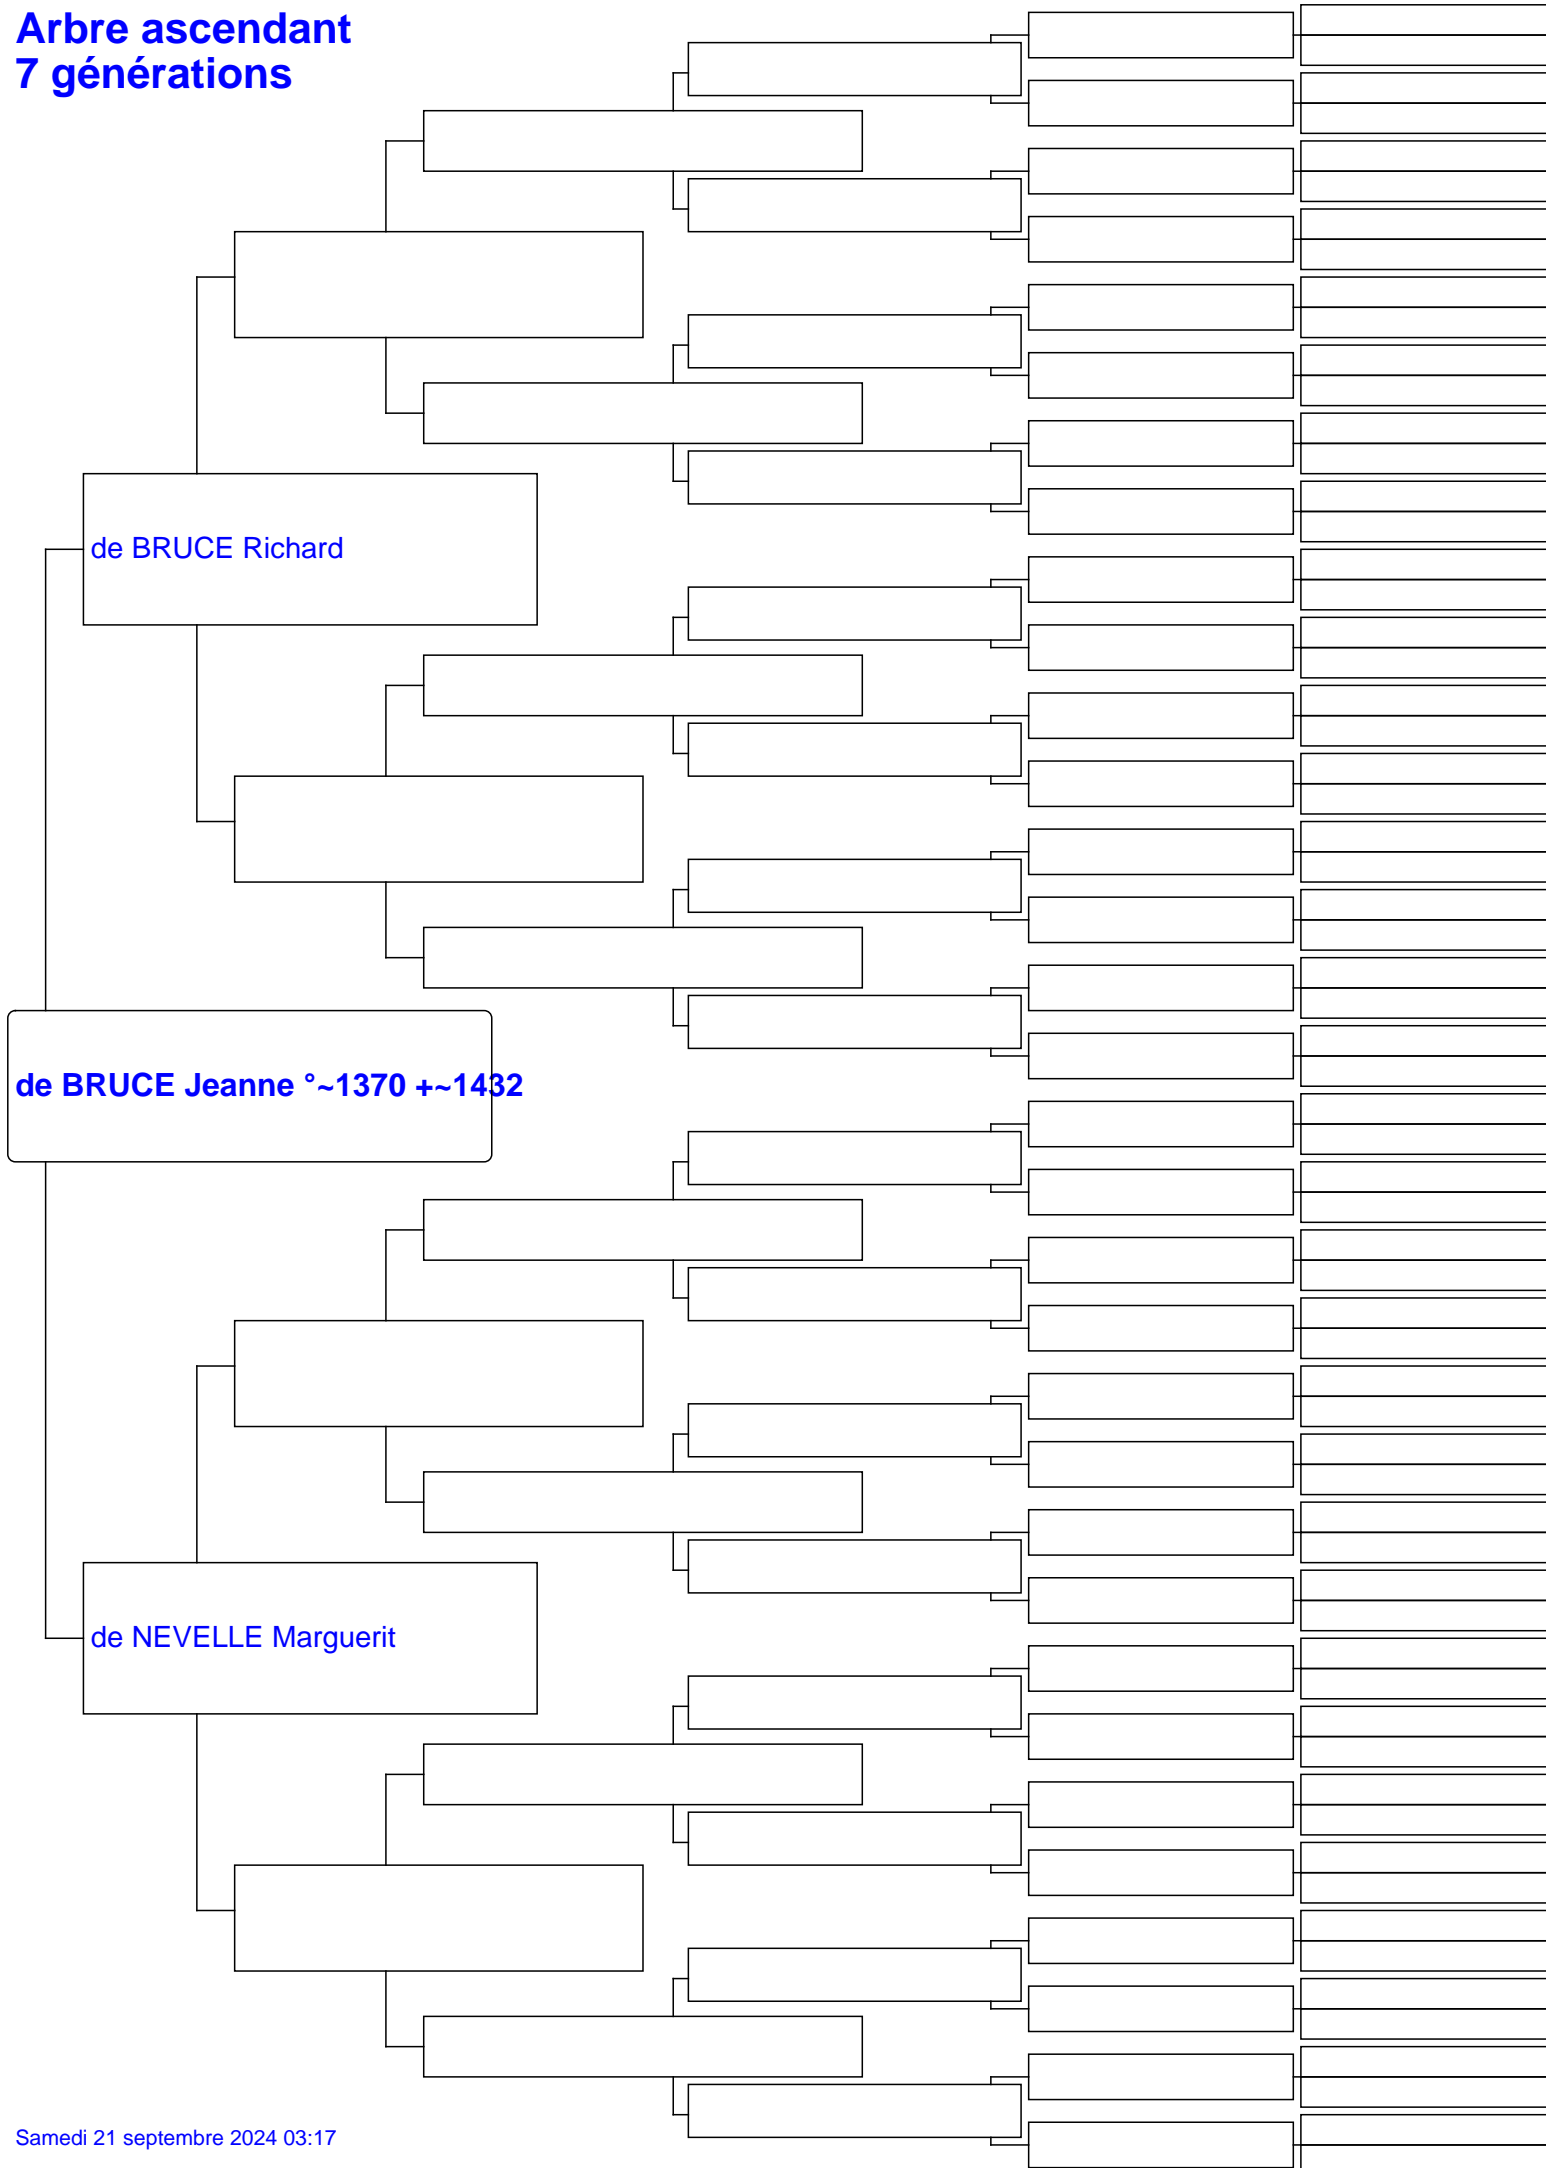 Arbre ascendant
7 générations
de BRUCE Richard
de BRUCE Jeanne °~1370 +~1432
de NEVELLE Marguerit
Samedi 21 septembre 2024 03:17